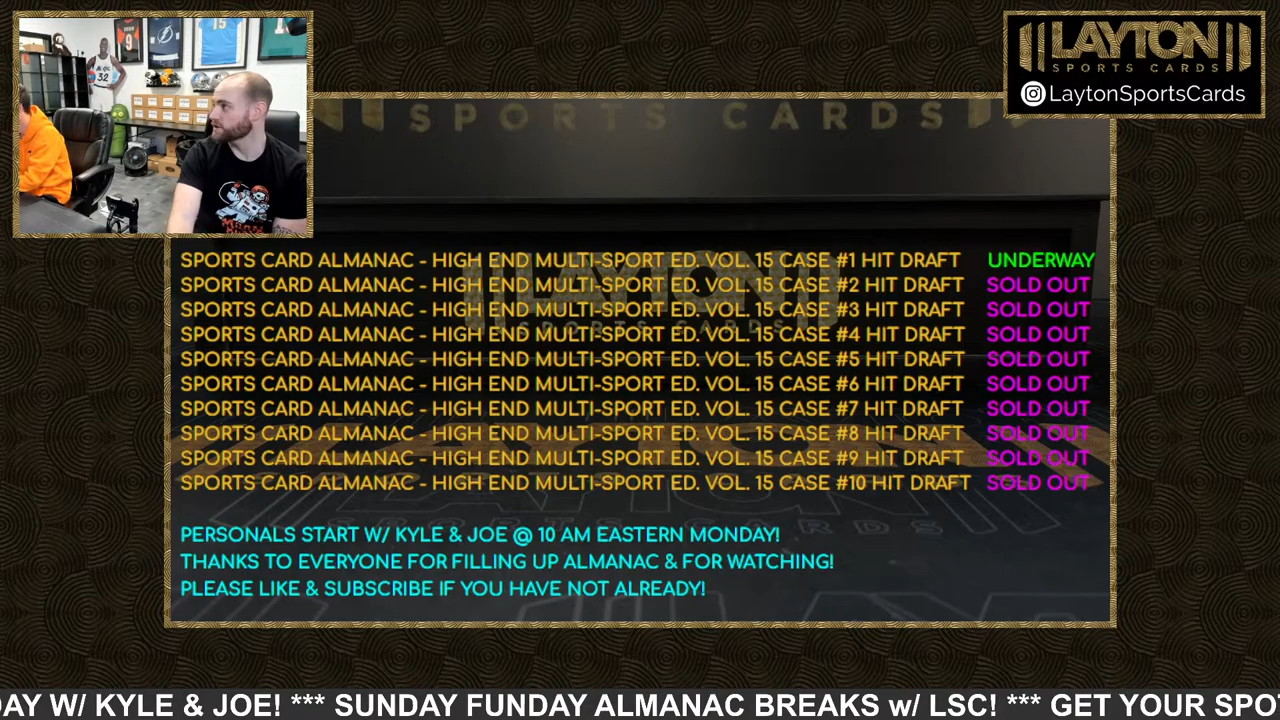 LAYTON
SPORTS CARDS
LaytonSportsCards
SPORTS CARDS
SPORTS CARD ALMANAC - HIGH END MULTI-SPORT ED. VOL. 15 CASE #1 HIT DRAFT UNDERWAY
SPORTS CARD ALMANAC - HIGH END MULTI-SPORT ED. VOL. 15 CASE #2 HIT DRAFT SOLD OUT
SPORTS CARD ALMANAC - HIGH END MULTI-SPORT ED. VOL. 15 CASE #3 HIT DRAFT SOLD OUT
SPORTS CARD ALMANAC - HIGH END MULTI-SPORT ED. VOL. 15 CASE #4 HIT DRAFT SOLD OUT
SPORTS CARD ALMANAC - HIGH END MULTI-SPORT ED. VOL. 15 CASE #5 HIT DRAFT SOLD OUT
SPORTS CARD ALMANAC - HIGH END MULTI-SPORT ED. VOL. 15 CASE #6 HIT DRAFT SOLD OUT
SPORTS CARD ALMANAC - HIGH END MULTI-SPORT ED. VOL. 15 CASE #7 HIT DRAFT SOLD OUT
SPORTS CARD ALMANAC - HIGH END MULTI-SPORT ED. VOL. 15 CASE #8 HIT DRAFT SOLD OUT
SPORTS CARD ALMANAC - HIGH END MULTI-SPORT ED. VOL. 15 CASE #9 HIT DRAFT SOLD OUT
SPORTS CARD ALMANAC - HIGH END MULTI-SPORT ED. VOL. 15 CASE #10 HIT DRAFT SOLD OUT
PERSONALS START W/ KYLE & JOE @ 10 AM EASTERN MONDAY!
THANKS TO EVERYONE FOR FILLING UP ALMANAC & FOR WATCHING!
PLEASE LIKE & SUBSCRIBE IF YOU HAVE NOT ALREADY!
AY W/ KYLE & JOE! *** SUNDAY FUNDAY ALMANAC BREAKS w/ LSC! *** GET YOUR SPO